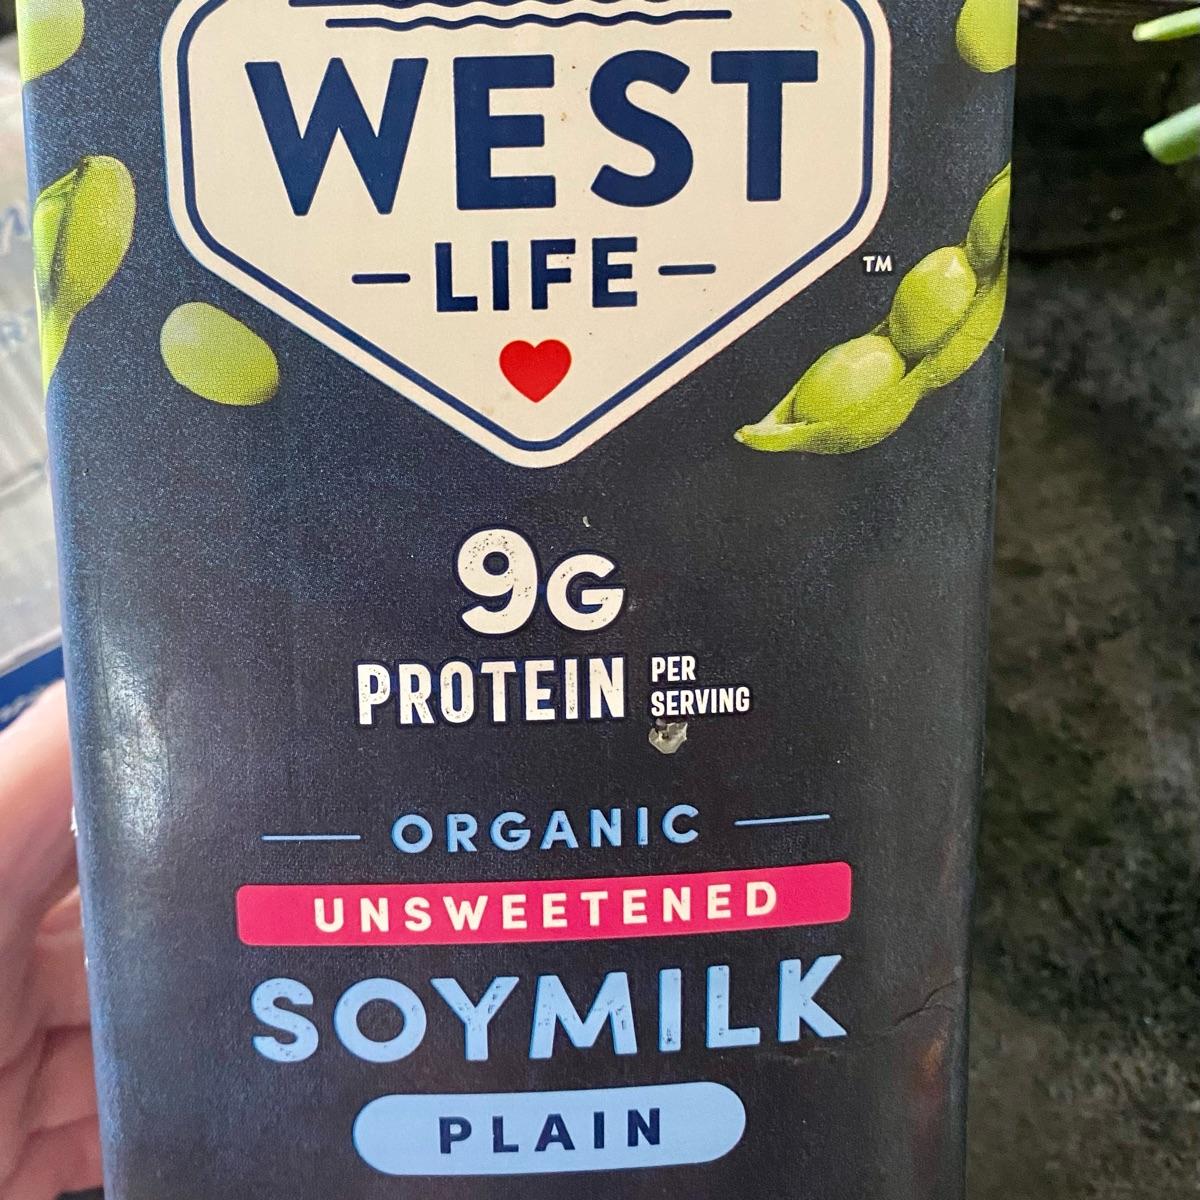 WEST
LIFE
TM
9G
PROTEIN PER SERVING
ORGANIC
UNSWEETENED
SOYMILK
PLAIN